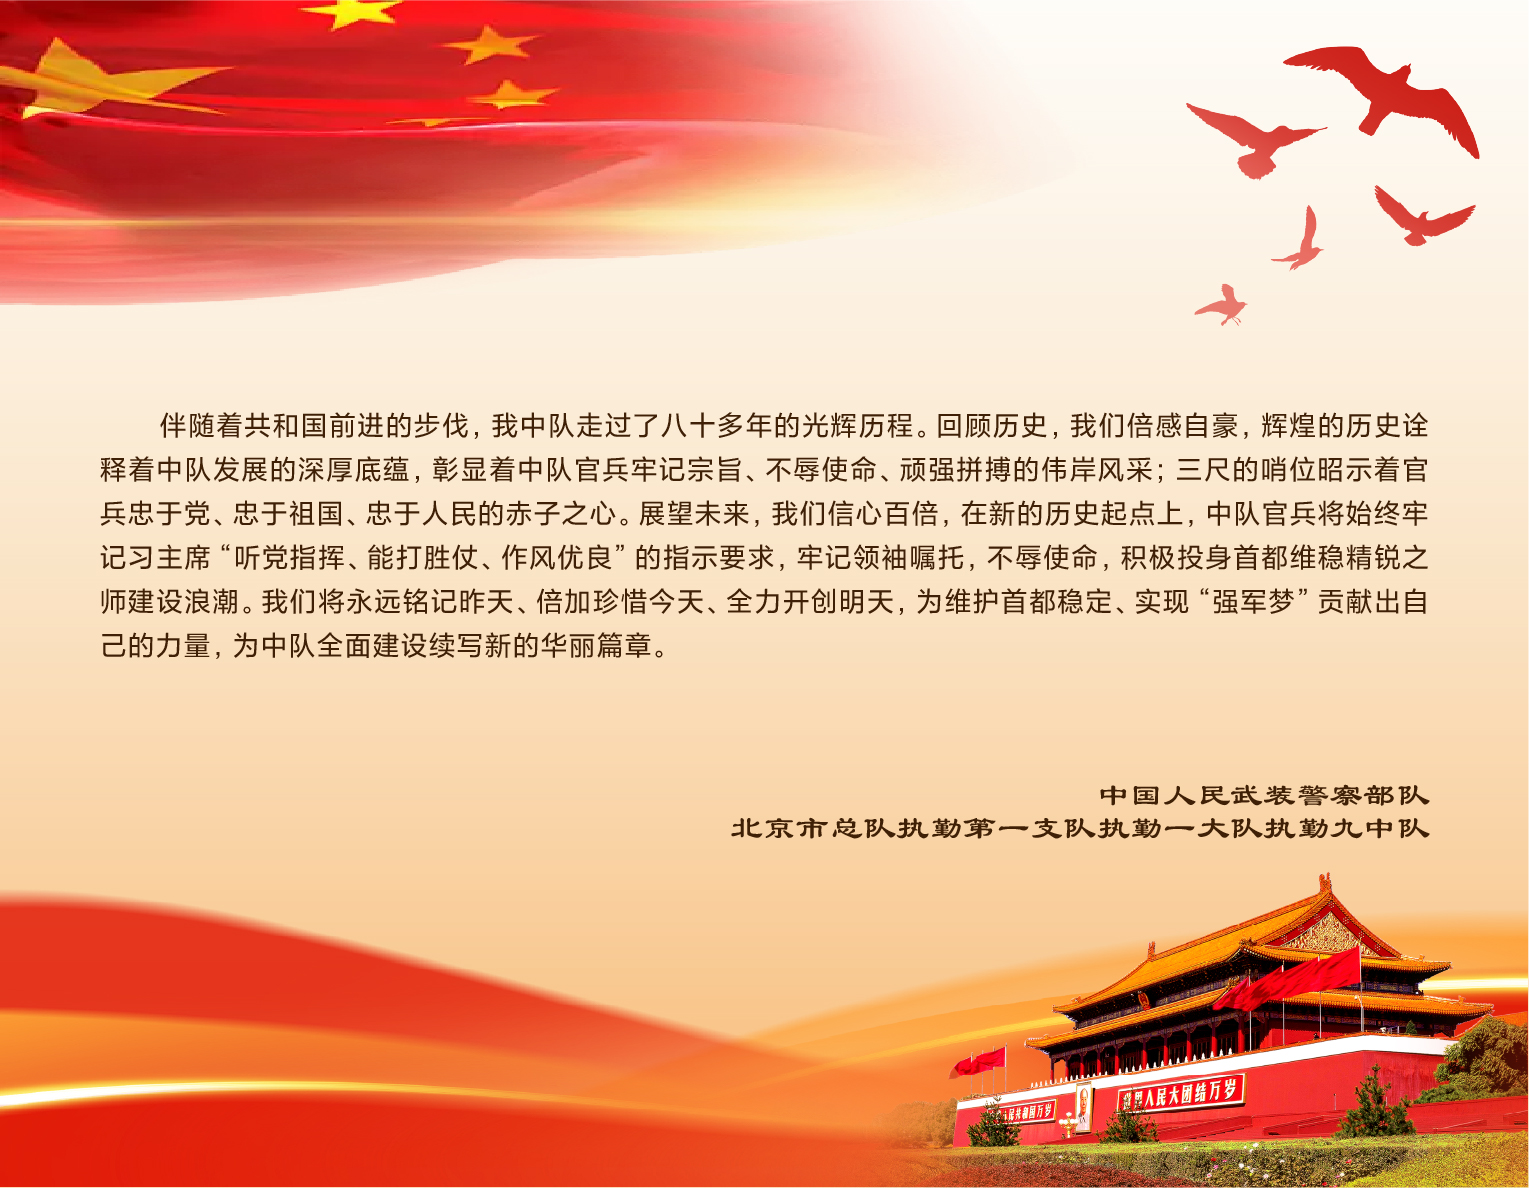 伴随着共和国前进的步伐，我中队走过了八十多年的光辉历程。回顾历史，我们倍感自豪，辉煌的历史诠
释着中队发展的深厚底蕴，彰显着中队官兵牢记宗旨、不辱使命、顽强拼搏的伟岸风采；三尺的哨位昭示着官
兵忠于党、忠于祖国、忠于人民的赤子之心。展望未来，我们信心百倍，在新的历史起点上，中队官兵将始终牢
记习主席“听党指挥、能打胜仗、作风优良”的指示要求，牢记领袖嘱托，不辱使命，积极投身首都维稳精锐之
师建设浪潮。我们将永远铭记昨天、倍加珍惜今天、全力开创明天，为维护首都稳定、实现“强军梦”贡献出自
己的力量，为中队全面建设续写新的华丽篇章。
中国人民武装警察部队
北京市总队执勤第一支队执勤一大队执勤九中队
民共和国万岁
世界人民大团结万岁